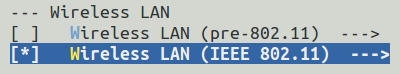 --- Wireless LAN
[ ]   Wireless LAN (pre-802.11)  --->
[*]   Wireless LAN (IEEE 802.11)  --->